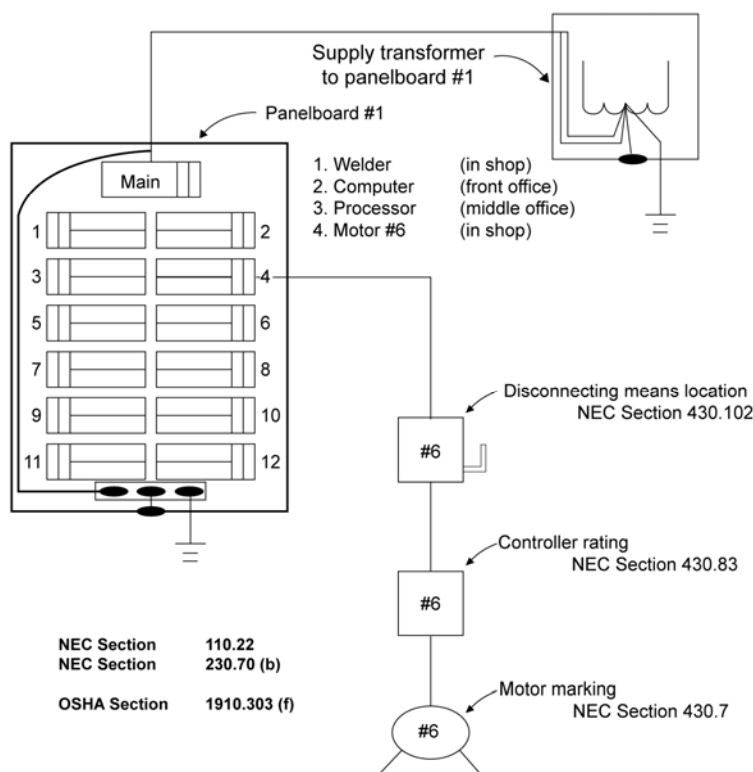 Supply transformer
to panelboard #1
Panelboard #1
Main
1. Welder (in shop)
2. Computer (front office)
3. Processor (middle office)
4. Motor #6 (in shop)
1 2
3 4
5 6
7 8
9 10
11 12
Disconnecting means location
NEC Section 430.102
#6
Controller rating
NEC Section 430.83
#6
NEC Section 110.22
NEC Section 230.70 (b)
OSHA Section 1910.303 (f)
Motor marking
NEC Section 430.7
#6